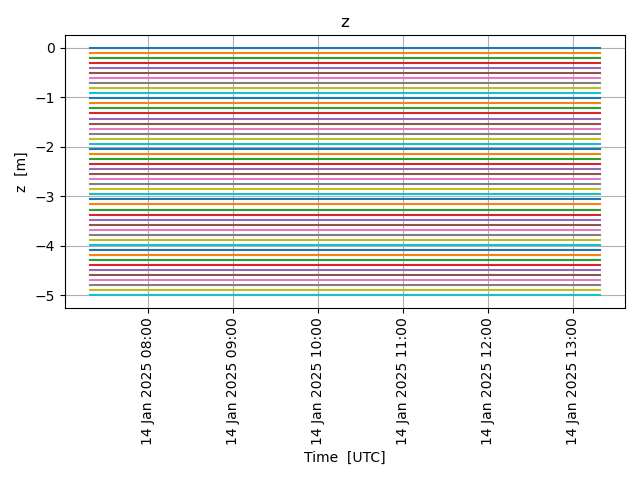 z
0
−1
−2
−3
−4
−5
z  [m]
14 Jan 2025 08:00
14 Jan 2025 09:00
14 Jan 2025 10:00
14 Jan 2025 11:00
14 Jan 2025 12:00
14 Jan 2025 13:00
Time  [UTC]